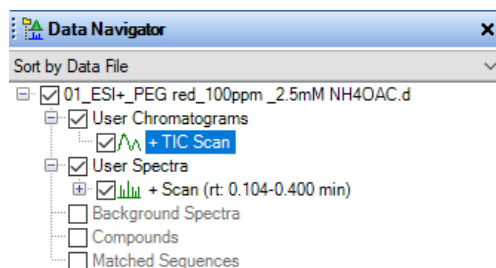 Data Navigator
Sort by Data File
01_ESI+_PEG red_100ppm _2.5mM NH4OAC.d
User Chromatograms
+ TIC Scan
User Spectra
+ Scan (rt: 0.104-0.400 min)
Background Spectra
Compounds
Matched Sequences